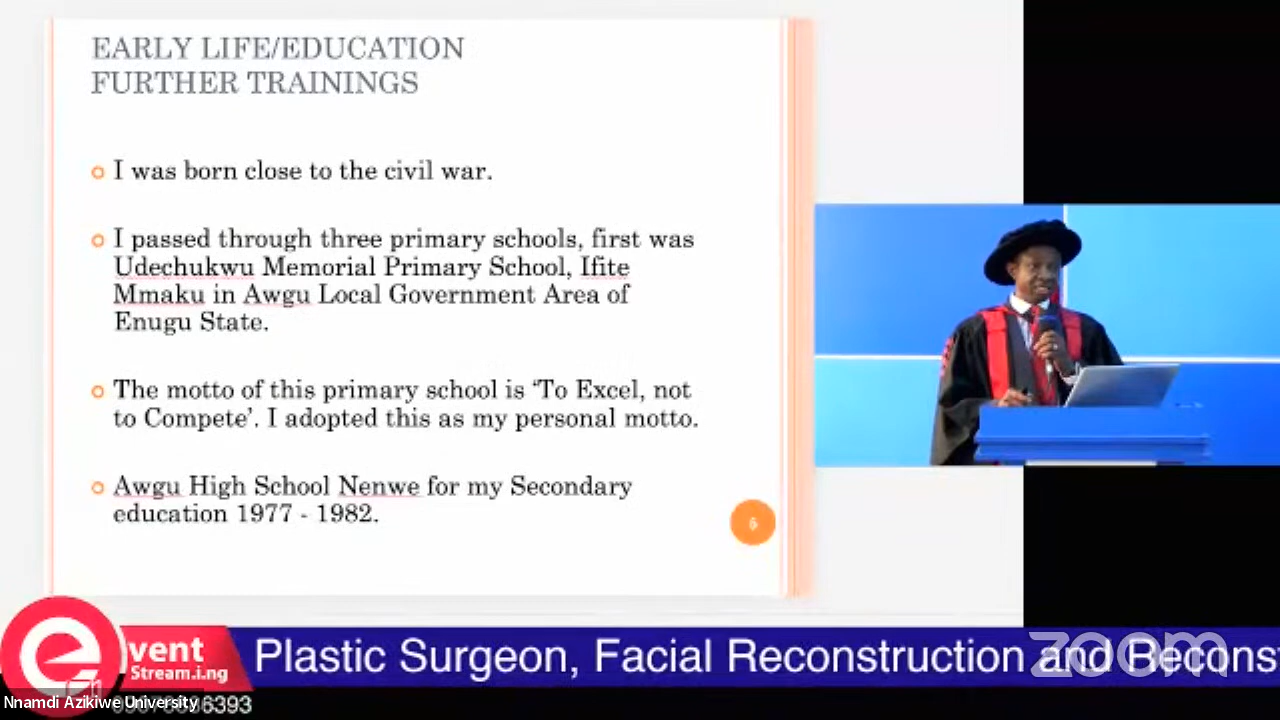 EARLY LIFE/EDUCATION
FURTHER TRAININGS
I was born close to the civil war.
I passed through three primary schools, first was
Udechukwu Memorial Primary School, Ifite
Mmaku in Awgu Local Government Area of
Enugu State.
The motto of this primary school is ‘To Excel, not
to Compete’. I adopted this as my personal motto.
Awgu High School Nenwe for my Secondary
education 1977 - 1982.
6
e
vent
Stream.i.ng
Plastic Surgeon, Facial Reconstruction and Recons
zoom
Nnamdi Azikiwe University